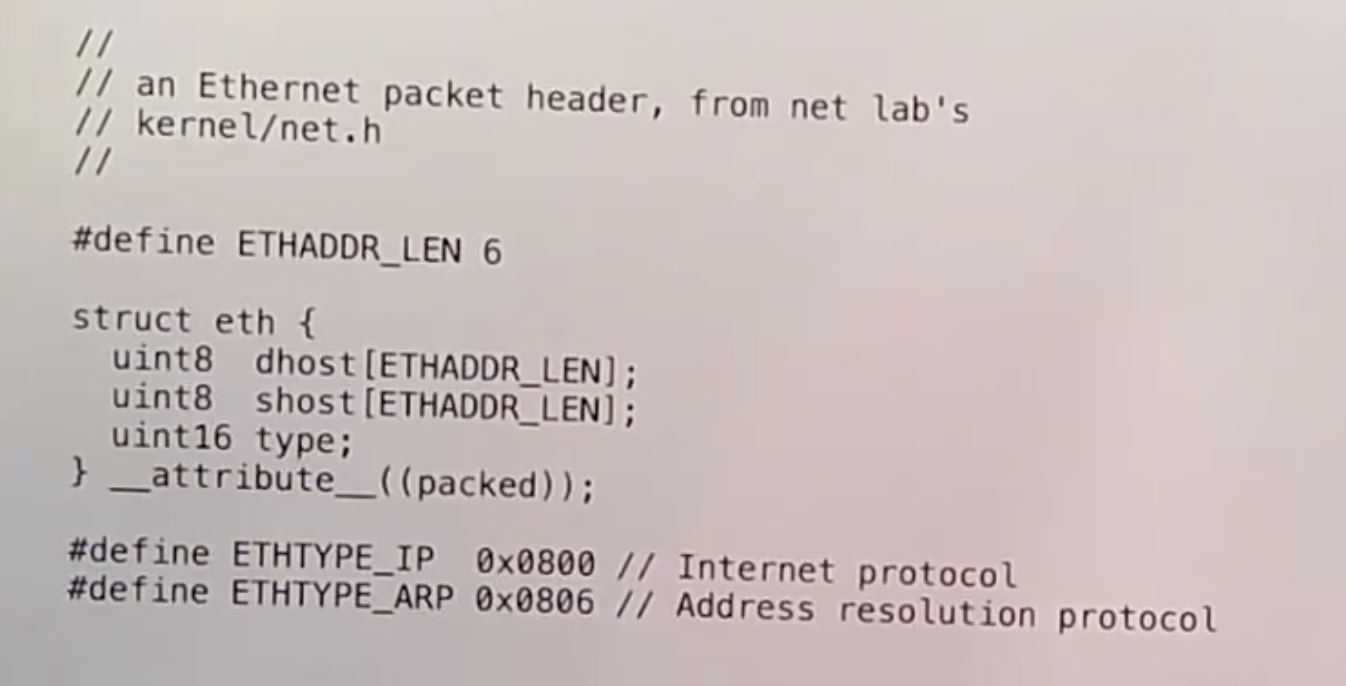 //
// an Ethernet packet header, from net lab's
// kernel/net.h
//
#define ETHADDR_LEN 6
struct eth {
  uint8  dhost[ETHADDR_LEN];
  uint8  shost[ETHADDR_LEN];
  uint16 type;
} __attribute__((packed));
#define ETHTYPE_IP  0x0800 // Internet protocol
#define ETHTYPE_ARP 0x0806 // Address resolution protocol